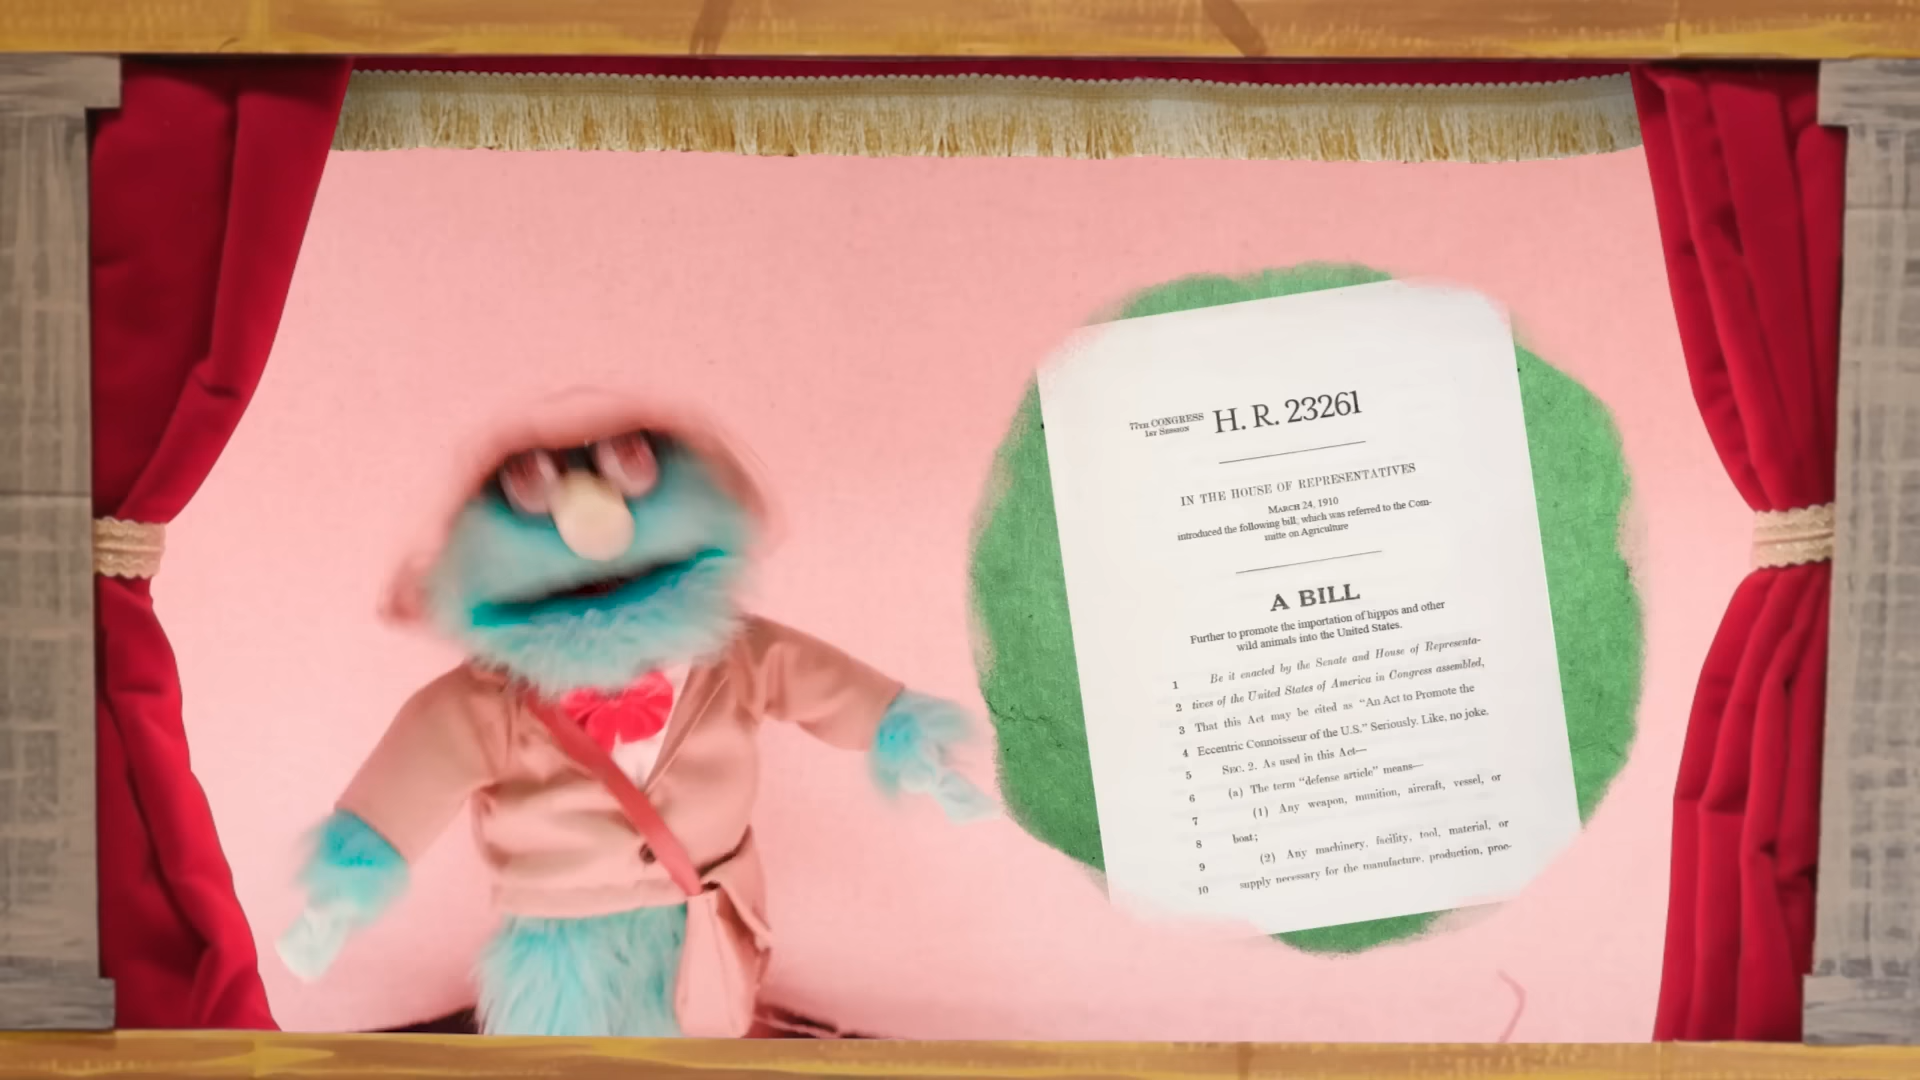 77TH CONGRESS
1ST SESSION
H. R. 23261
IN THE HOUSE OF REPRESENTATIVES
MARCH 24, 1910
introduced the following bill; which was referred to the Com-
mitte on Agriculture
A BILL
Further to promote the importation of hippos and other
wild animals into the United States.
1 Be it enacted by the Senate and House of Representa-
2 tives of the United States of America in Congress assembled,
3 That this Act may be cited as “An Act to Promote the
4 Eccentric Connoisseur of the U.S.” Seriously. Like, no joke.
5 SEC. 2. As used in this Act—
6 (a) The term “defense article” means—
7 (1) Any weapon, munition, aircraft, vessel, or
8 boat;
9 (2) Any machinery, facility, tool, material, or
10 supply necessary for the manufacture, production, proc-